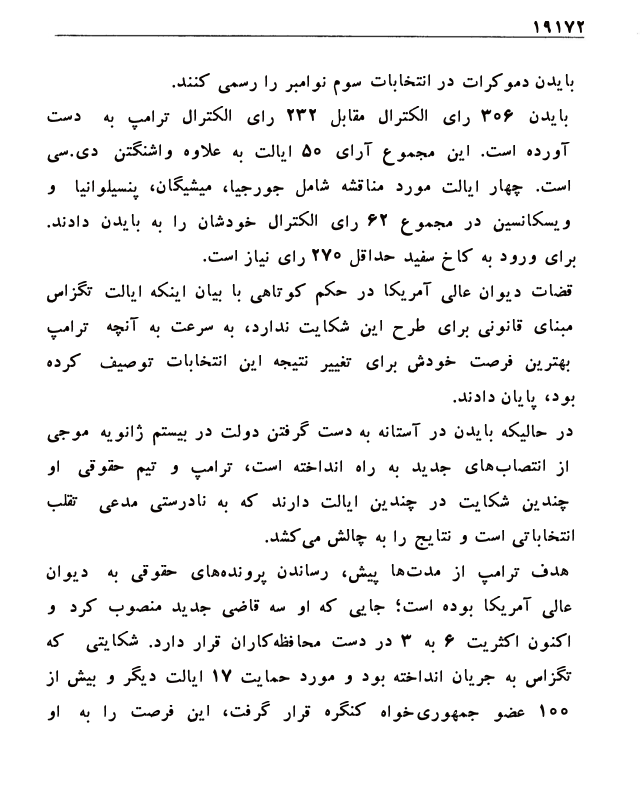 ۱۹۱۷۲
بایدن دموکرات در انتخابات سوم نوامبر را رسمی کنند.
بایدن ۳۰۶ رای الکترال مقابل ۲۳۲ رای الکترال ترامپ به دست
آورده است. این مجموع آرای ۵۰ ایالت به علاوه واشنگتن دی.سی
است. چهار ایالت مورد مناقشه شامل جورجیا، میشیگان، پنسیلوانیا و
ویسکانسین در مجموع ۶۲ رای الکترال خودشان را به بایدن دادند.
برای ورود به کاخ سفید حداقل ۲۷۰ رای نیاز است.
قضات دیوان عالی آمریکا در حکم کوتاهی با بیان اینکه ایالت تگزاس
مبنای قانونی برای طرح این شکایت ندارد، به سرعت به آنچه ترامپ
بهترین فرصت خودش برای تغییر نتیجه این انتخابات توصیف کرده
بود، پایان دادند.
در حالیکه بایدن در آستانه به دست گرفتن دولت در بیستم ژانویه موجی
از انتصاب‌های جدید به راه انداخته است، ترامپ و تیم حقوقی او
چندین شکایت در چندین ایالت دارند که به نادرستی مدعی تقلب
انتخاباتی است و نتایج را به چالش می‌کشد.
هدف ترامپ از مدت‌ها پیش، رساندن پرونده‌های حقوقی به دیوان
عالی آمریکا بوده است؛ جایی که او سه قاضی جدید منصوب کرد و
اکنون اکثریت ۶ به ۳ در دست محافظه‌کاران قرار دارد. شکایتی که
تگزاس به جریان انداخته بود و مورد حمایت ۱۷ ایالت دیگر و بیش از
۱۰۰ عضو جمهوری‌خواه کنگره قرار گرفت، این فرصت را به او